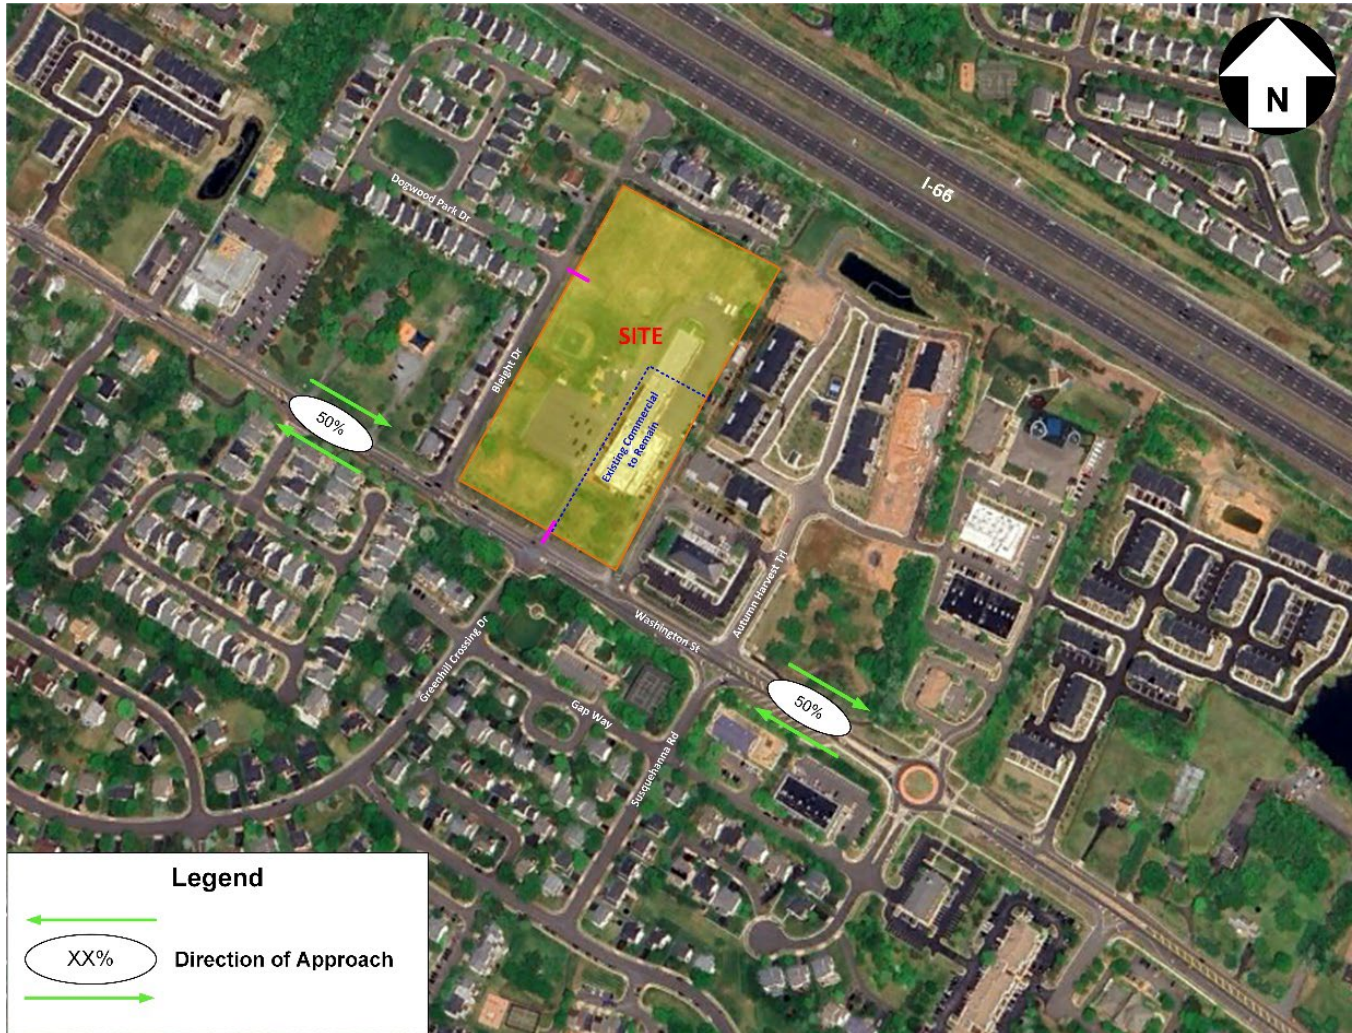 N
I-66
Dogwood Park Dr
SITE
Bleight Dr
Existing Commercial
to Remain
50%
Washington St
Autumn Harvest Trl
Greenhill Crossing Dr
50%
Gap Way
Susquehanna Rd
Legend
XX%
Direction of Approach